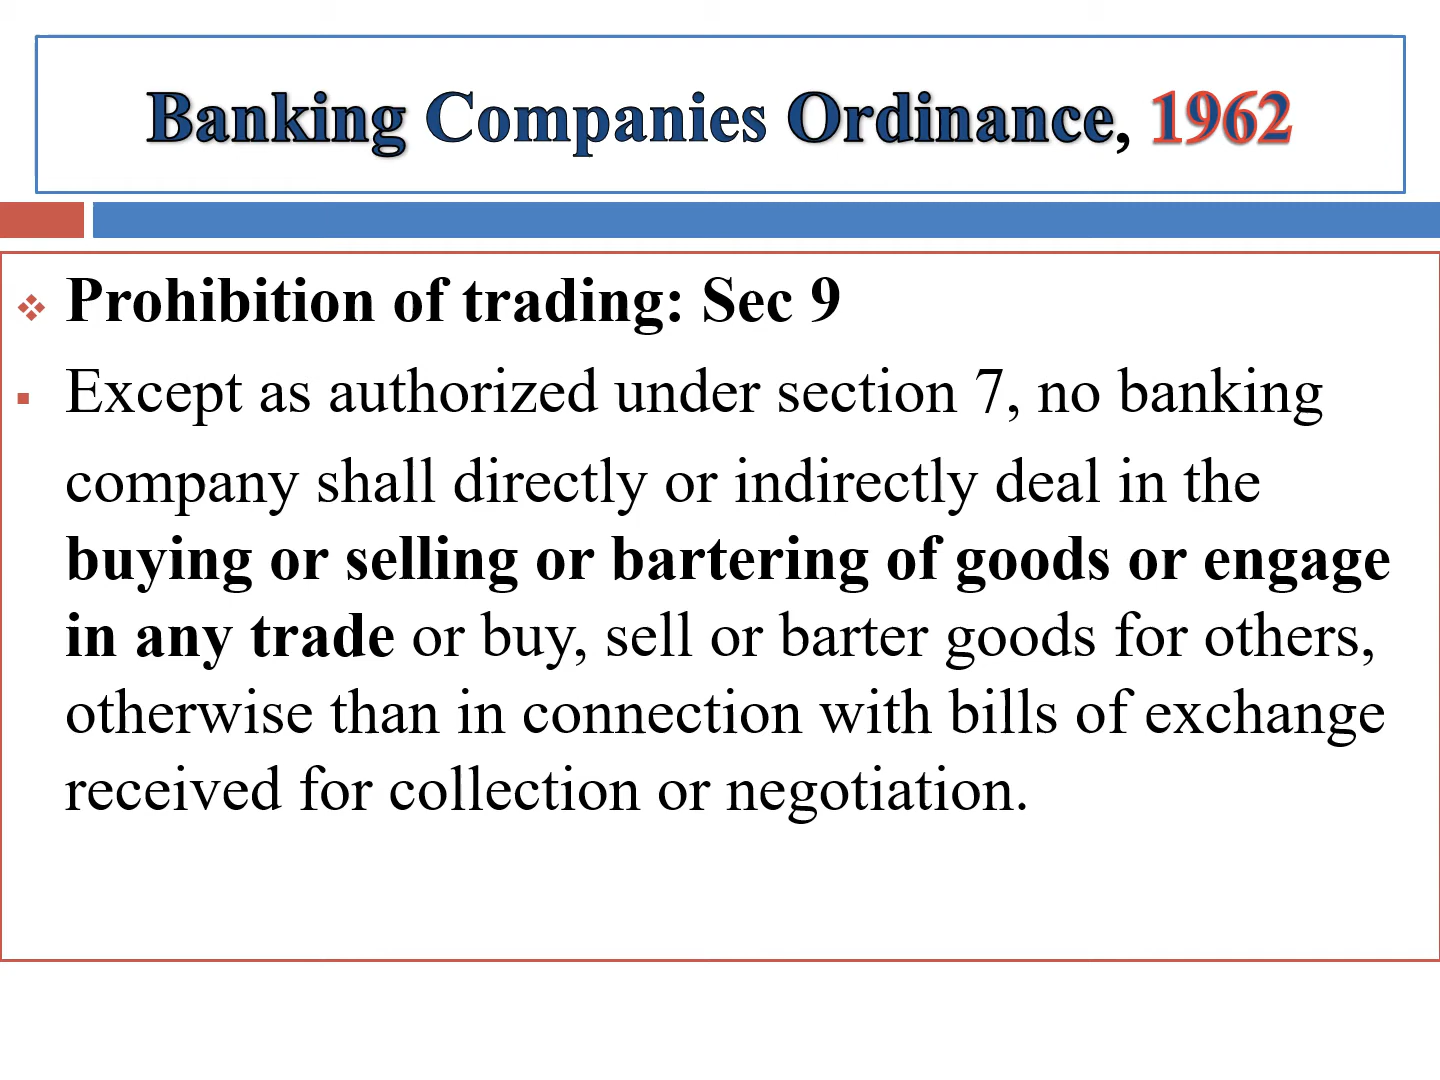 Banking Companies Ordinance, 1962
Prohibition of trading: Sec 9
Except as authorized under section 7, no banking
company shall directly or indirectly deal in the
buying or selling or bartering of goods or engage
in any trade or buy, sell or barter goods for others,
otherwise than in connection with bills of exchange
received for collection or negotiation.